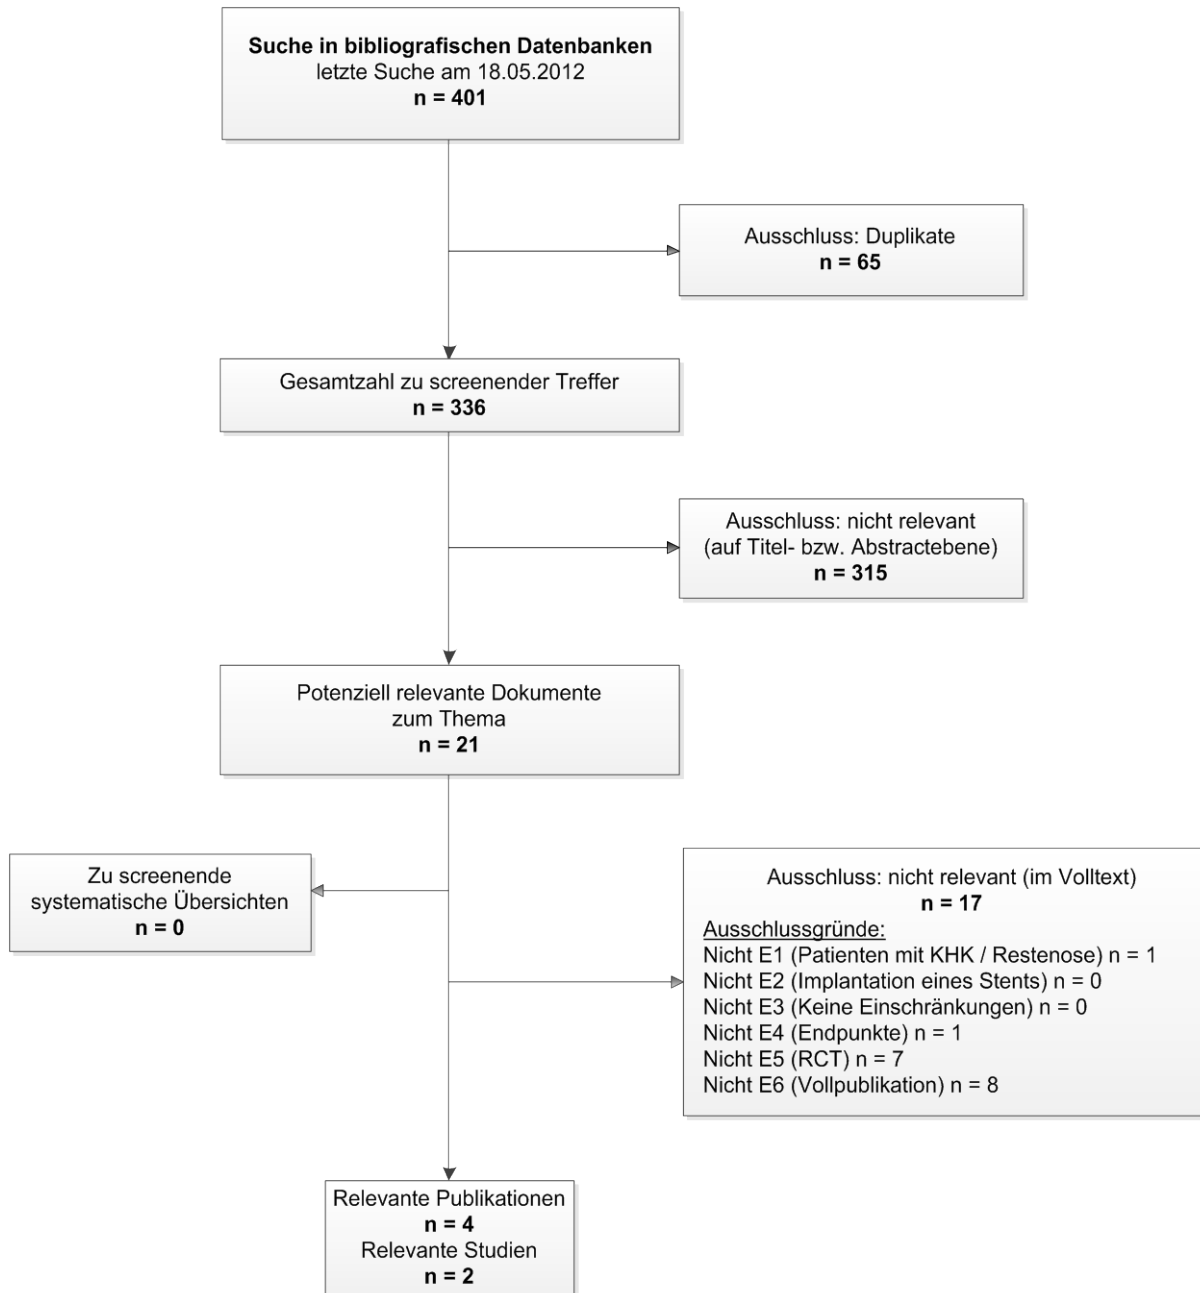 Suche in bibliografischen Datenbanken
letzte Suche am 18.05.2012
n = 401
Ausschluss: Duplikate
n = 65
Gesamtzahl zu screenender Treffer
n = 336
Ausschluss: nicht relevant
(auf Titel- bzw. Abstractebene)
n = 315
Potenziell relevante Dokumente
zum Thema
n = 21
Zu screenende
systematische Übersichten
n = 0
Ausschluss: nicht relevant (im Volltext)
n = 17
Ausschlussgründe:
Nicht E1 (Patienten mit KHK / Restenose) n = 1
Nicht E2 (Implantation eines Stents) n = 0
Nicht E3 (Keine Einschränkungen) n = 0
Nicht E4 (Endpunkte) n = 1
Nicht E5 (RCT) n = 7
Nicht E6 (Vollpublikation) n = 8
Relevante Publikationen
n = 4
Relevante Studien
n = 2